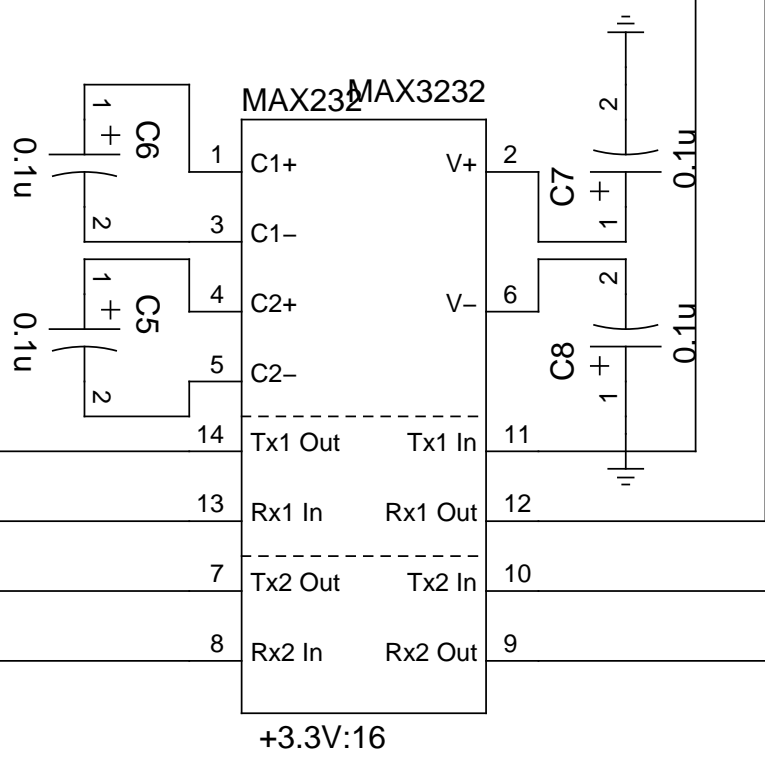 MAX232
MAX3232
1
+
C6
0.1u
2
1
C1+
V+
2
3
C1−
2
C7
+
0.1u
1
1
+
C5
0.1u
2
4
C2+
V−
6
5
C2−
2
C8
+
0.1u
1
14
Tx1 Out
Tx1 In
11
13
Rx1 In
Rx1 Out
12
7
Tx2 Out
Tx2 In
10
8
Rx2 In
Rx2 Out
9
+3.3V:16